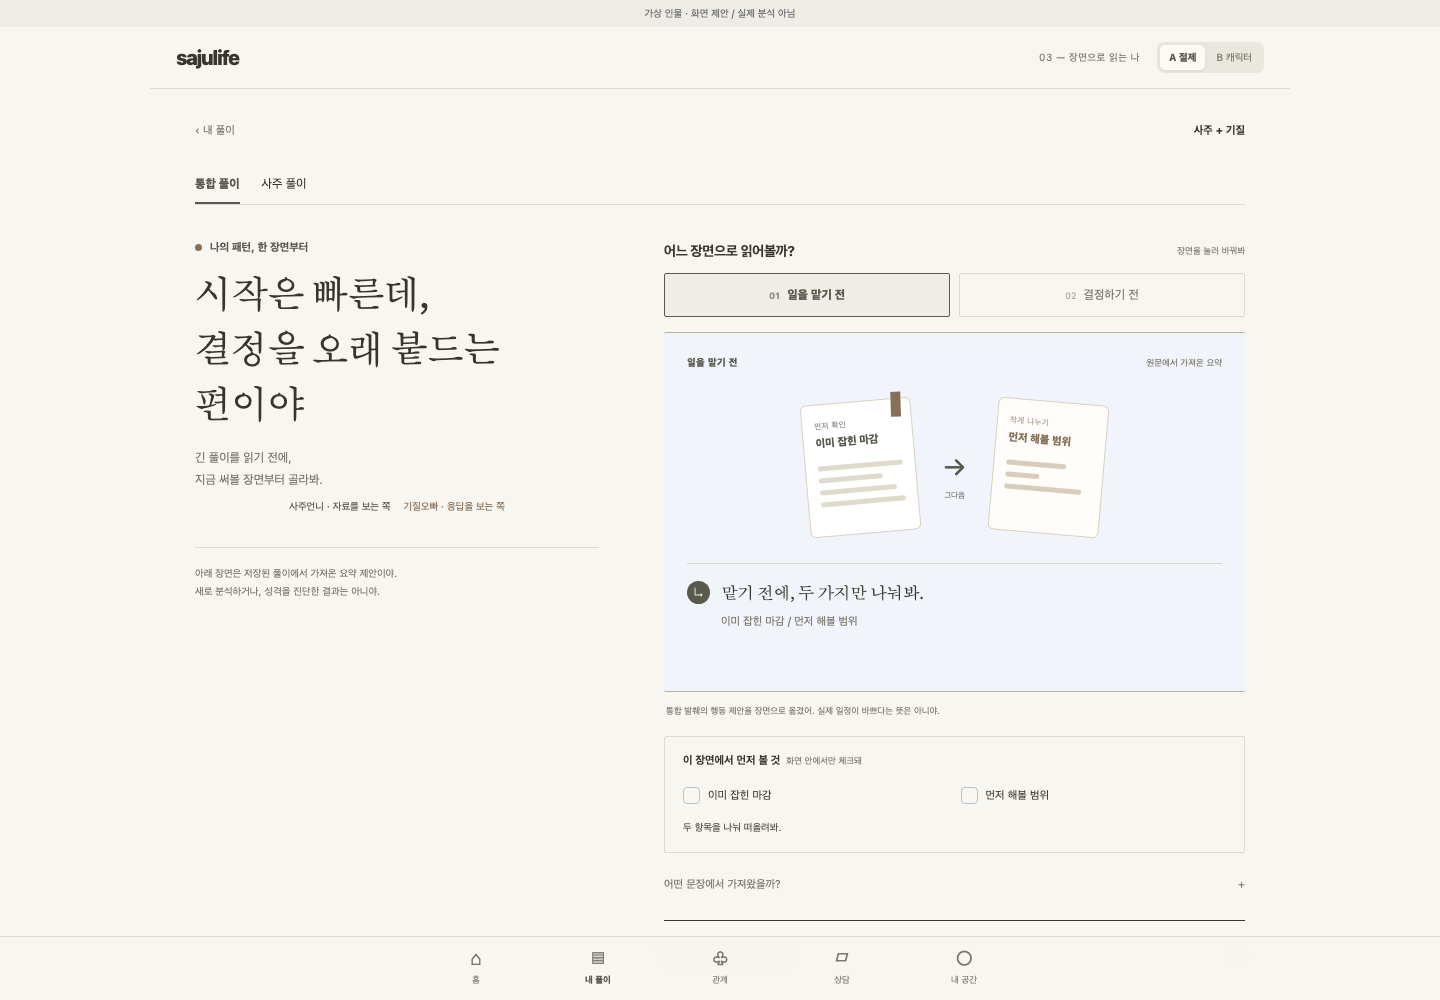 가상 인물 · 화면 제안 / 실제 분석 아님
sajulife
03 — 장면으로 읽는 나
A 절제
B 캐릭터
‹ 내 풀이
사주 + 기질
통합 풀이
사주 풀이
나의 패턴, 한 장면부터
시작은 빠른데,
결정을 오래 붙드는
편이야
긴 풀이를 읽기 전에,
지금 써볼 장면부터 골라봐.
사주언니 · 자료를 보는 쪽
기질오빠 · 응답을 보는 쪽
아래 장면은 저장된 풀이에서 가져온 요약 제안이야.
새로 분석하거나, 성격을 진단한 결과는 아니야.
어느 장면으로 읽어볼까?
장면을 눌러 바꿔봐
01 일을 맡기 전
02 결정하기 전
일을 맡기 전
원문에서 가져온 요약
먼저 확인
이미 잡힌 마감
그다음
작게 나누기
먼저 해볼 범위
맡기 전에, 두 가지만 나눠봐.
이미 잡힌 마감 / 먼저 해볼 범위
통합 발췌의 행동 제안을 장면으로 옮겼어. 실제 일정이 바쁘다는 뜻은 아니야.
이 장면에서 먼저 볼 것 화면 안에서만 체크돼
이미 잡힌 마감
먼저 해볼 범위
두 항목을 나눠 떠올려봐.
어떤 문장에서 가져왔을까?
+
홈
내 풀이
관계
상담
내 공간